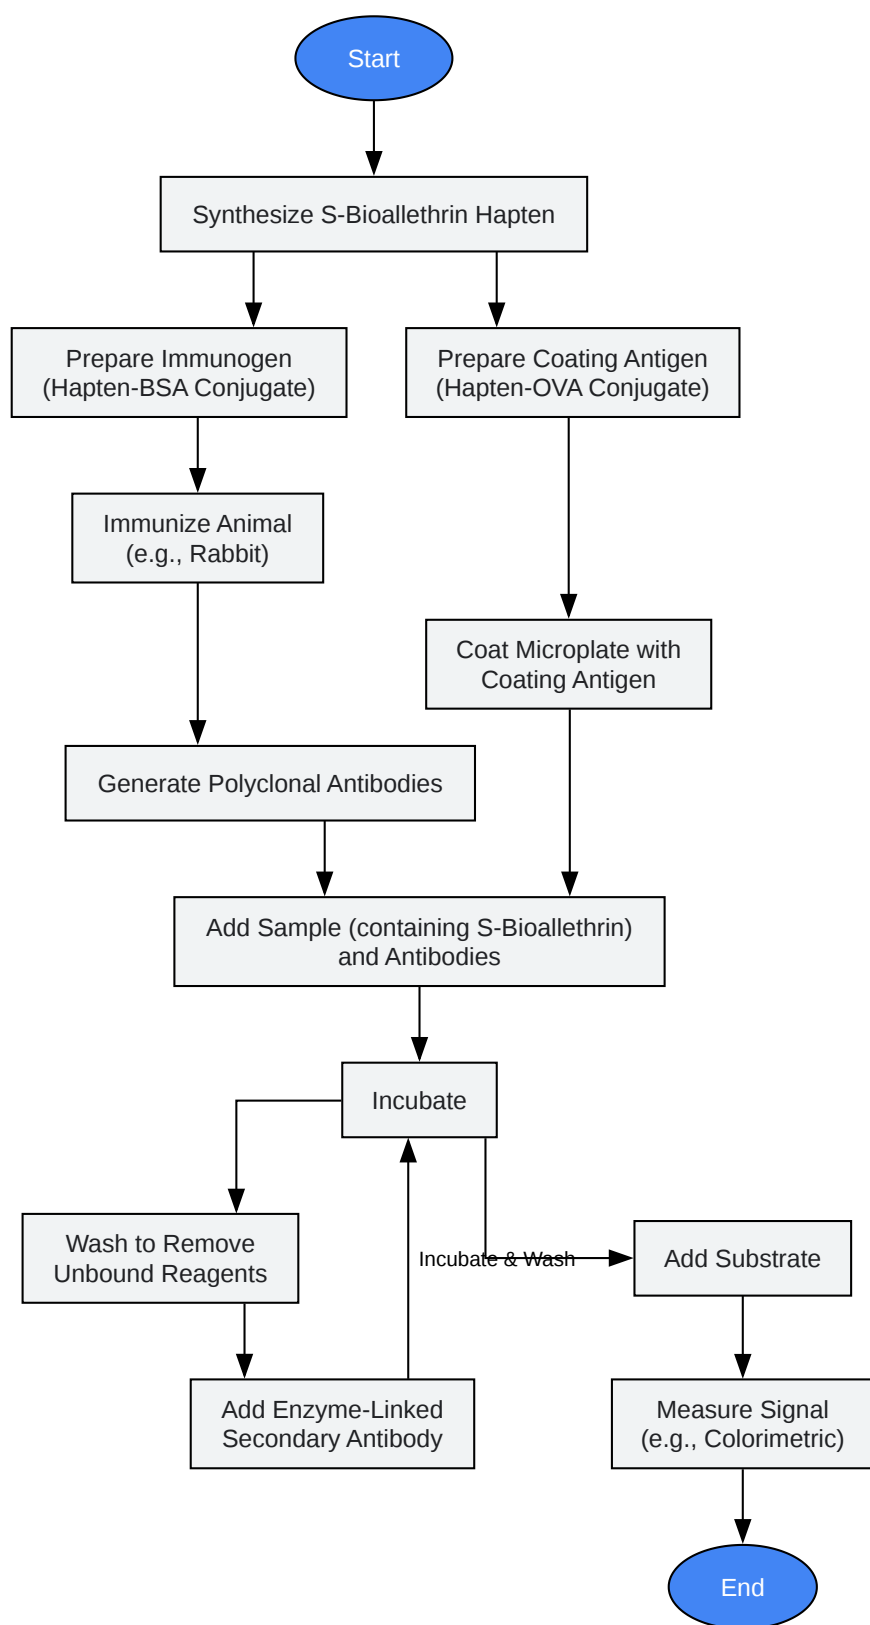 Start
Synthesize S-Bioallethrin Hapten
Prepare Immunogen
(Hapten-BSA Conjugate)
Prepare Coating Antigen
(Hapten-OVA Conjugate)
Immunize Animal
(e.g., Rabbit)
Coat Microplate with
Coating Antigen
Generate Polyclonal Antibodies
Add Sample (containing S-Bioallethrin)
and Antibodies
Incubate
Wash to Remove
Unbound Reagents
Incubate & Wash
Add Substrate
Add Enzyme-Linked
Secondary Antibody
Measure Signal
(e.g., Colorimetric)
End